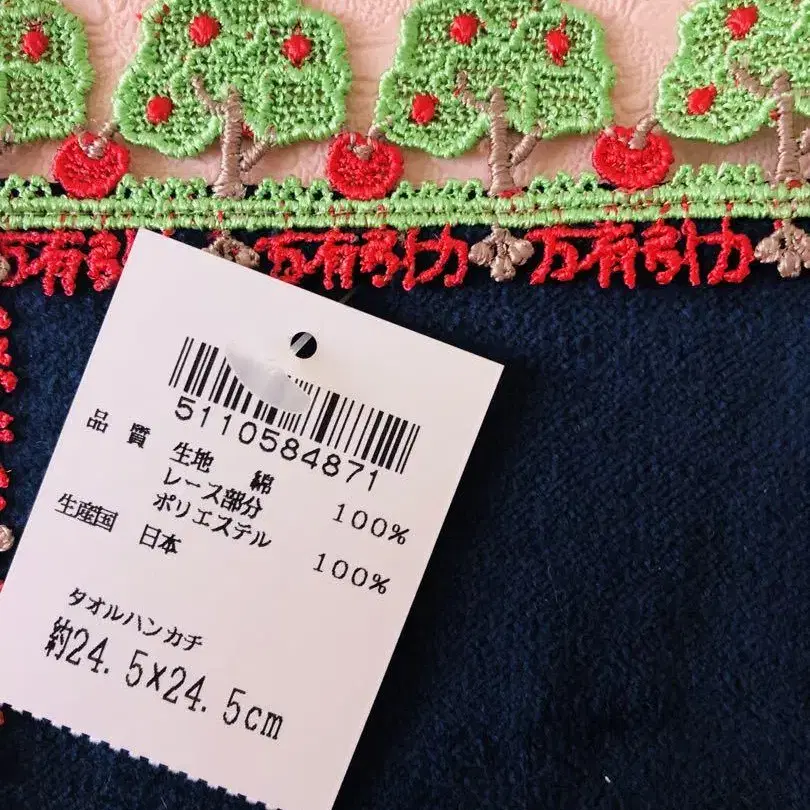 万有引力 万有引力 万有引力
5110584871
品質 生地 綿 100%
レース部分
ポリエステル 100%
生産国 日本
タオルハンカチ
約24.5×24.5cm